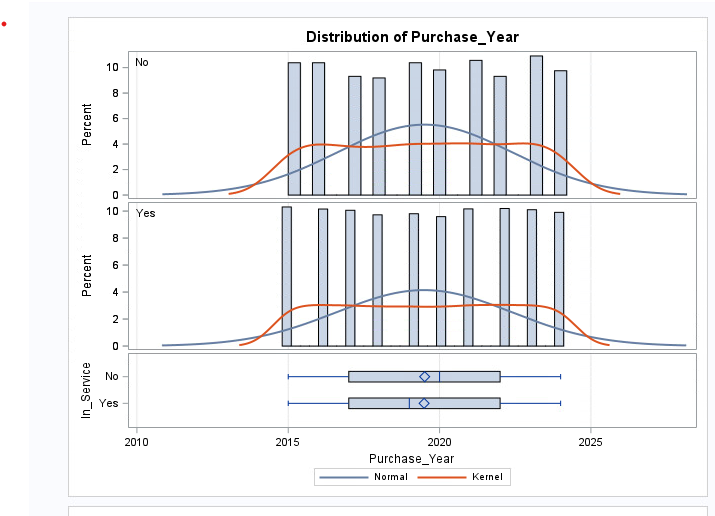 Distribution of Purchase_Year
No
10
8
6
4
2
0
Percent
Yes
10
8
6
4
2
0
Percent
In_Service
No
Yes
2010 2015 2020 2025
Purchase_Year
Normal Kernel